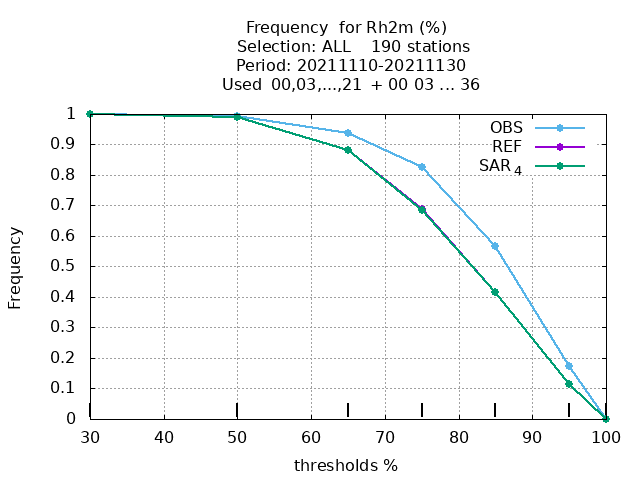 Frequency for Rh2m (%)
Selection: ALL 190 stations
Period: 20211110-20211130
Used 00,03,...,21 + 00 03 ... 36
OBS
REF
SAR4
1
0.9
0.8
0.7
0.6
0.5
0.4
0.3
0.2
0.1
0
Frequency
30 40 50 60 70 80 90 100
thresholds %